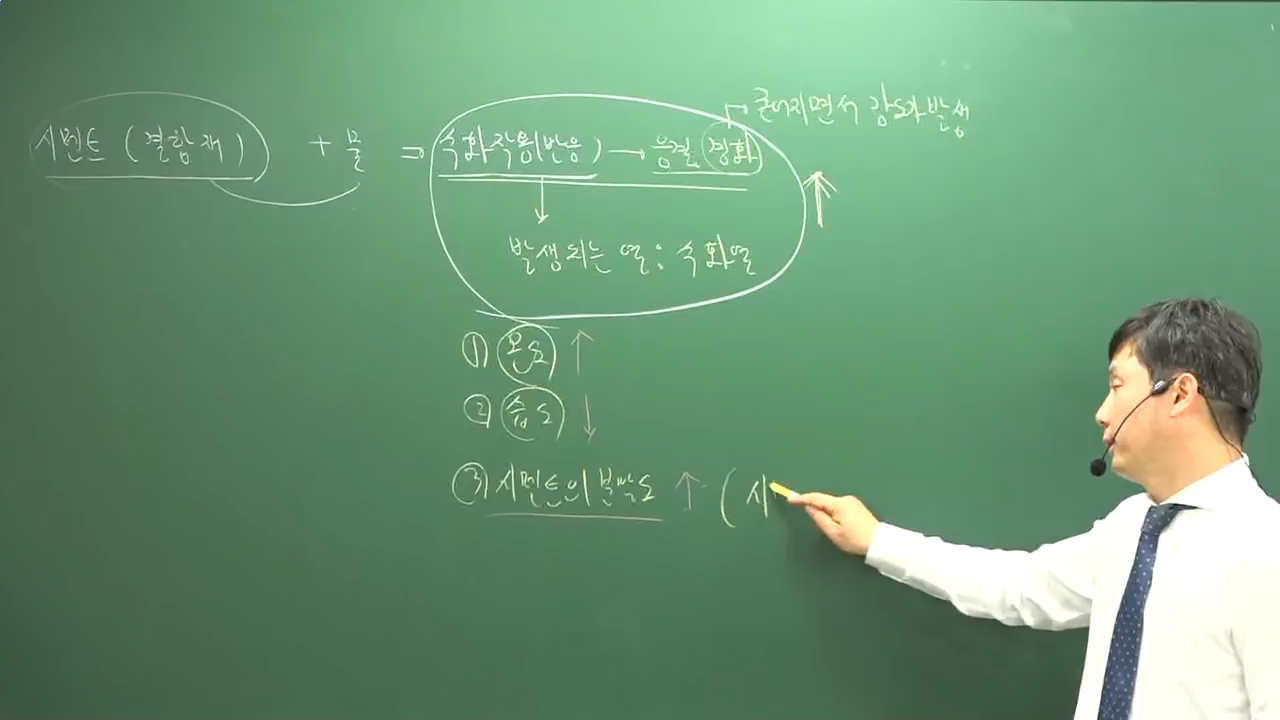 굳어지면서 강도가 발생
시멘트 (결합재) + 물 ⇒ 수화작용(반응) → 응결, 경화
발생되는 열 : 수화열
① 온도 ↑
② 습도 ↓
③ 시멘트의 분말도 ↑ (시